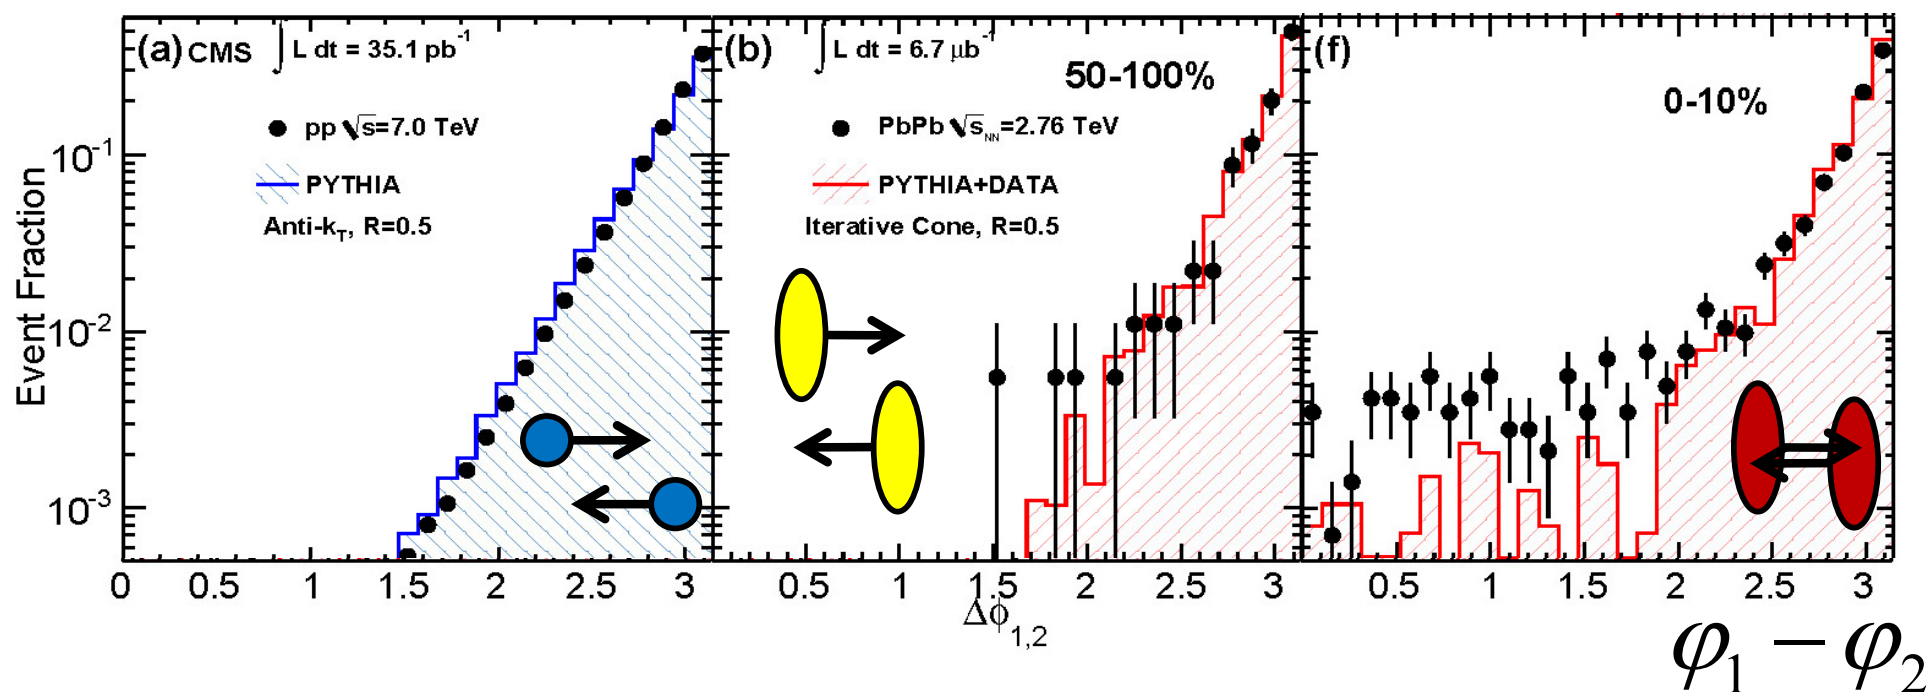 (a) CMS ∫ L dt = 35.1 pb⁻¹
pp √s=7.0 TeV
PYTHIA
Anti-k_T, R=0.5
(b) ∫ L dt = 6.7 μb⁻¹
50-100%
PbPb √s_NN=2.76 TeV
PYTHIA+DATA
Iterative Cone, R=0.5
(f)
0-10%
Event Fraction
10⁻¹
10⁻²
10⁻³
0 0.5 1 1.5 2 2.5 3 0.5 1 1.5 2 2.5 3 0.5 1 1.5 2 2.5 3
Δϕ_1,2
φ₁ − φ₂